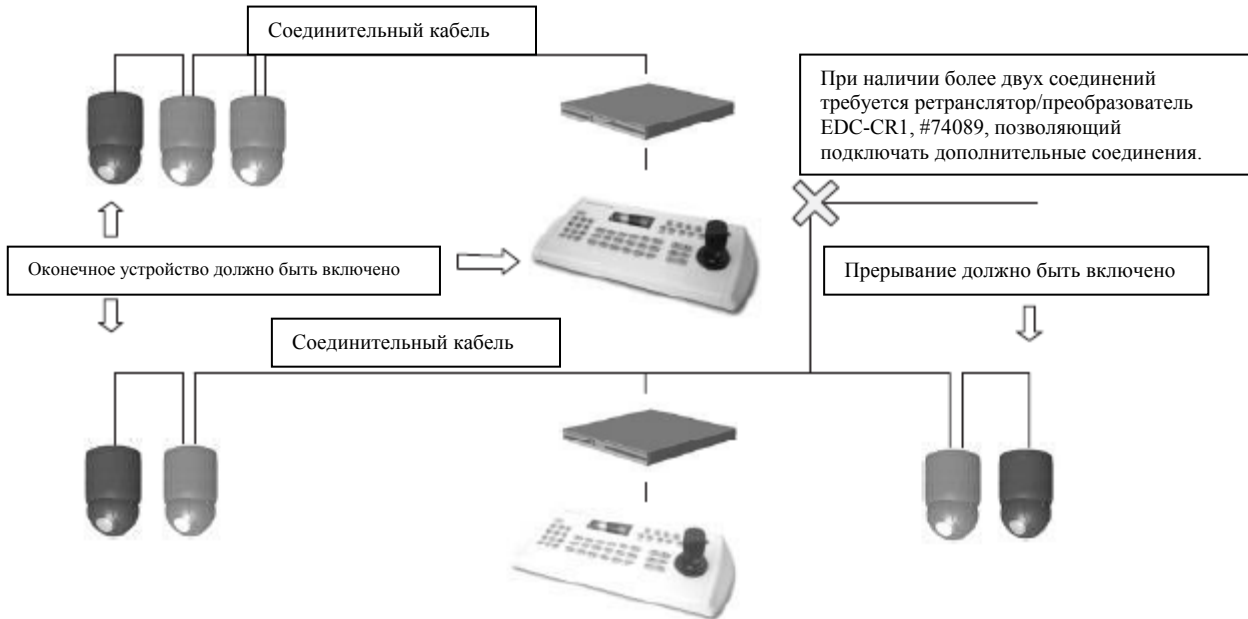 Соединительный кабель
При наличии более двух соединений
требуется ретранслятор/преобразователь
EDC-CR1, #74089, позволяющий
подключать дополнительные соединения.
Оконечное устройство должно быть включено
Прерывание должно быть включено
Соединительный кабель